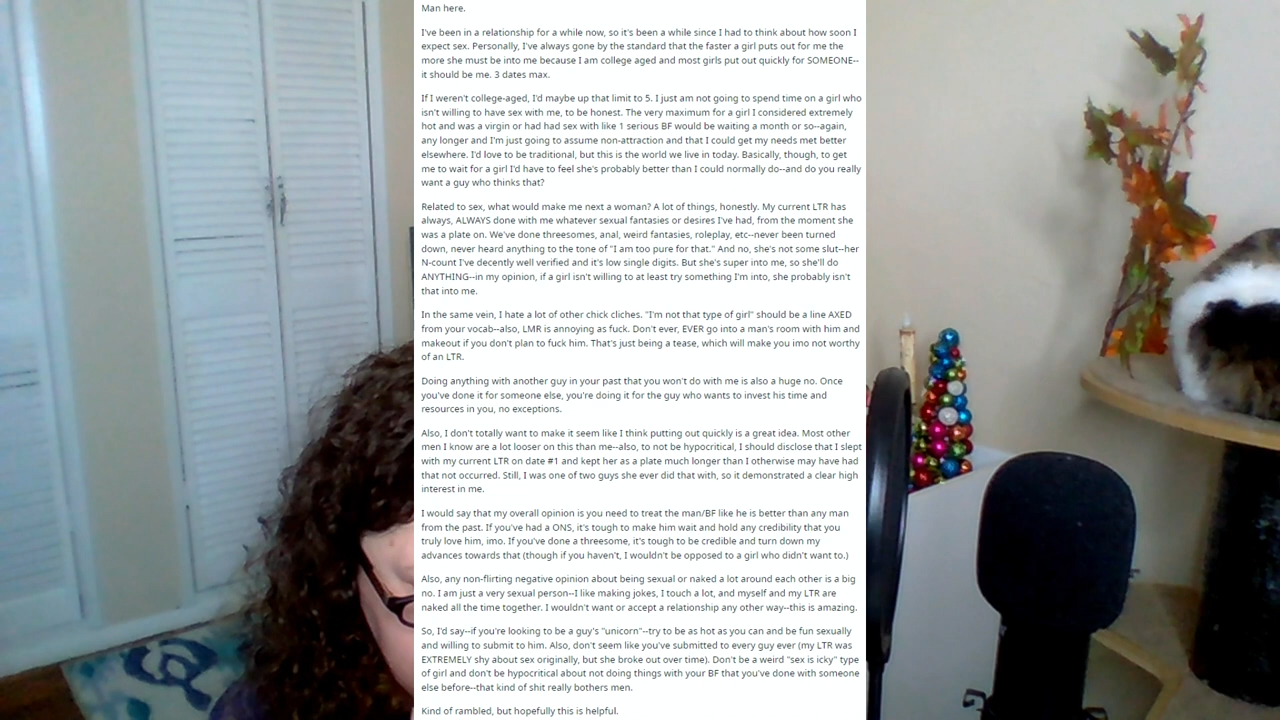 Man here.
I've been in a relationship for a while now, so it's been a while since I had to think about how soon I
expect sex. Personally, I've always gone by the standard that the faster a girl puts out for me the
more she must be into me because I am college aged and most girls put out quickly for SOMEONE--
it should be me. 3 dates max.
If I weren't college-aged, I'd maybe up that limit to 5. I just am not going to spend time on a girl who
isn't willing to have sex with me, to be honest. The very maximum for a girl I considered extremely
hot and was a virgin or had had sex with like 1 serious BF would be waiting a month or so--again,
any longer and I'm just going to assume non-attraction and that I could get my needs met better
elsewhere. I'd love to be traditional, but this is the world we live in today. Basically, though, to get
me to wait for a girl I'd have to feel she's probably better than I could normally do--and do you really
want a guy who thinks that?
Related to sex, what would make me next a woman? A lot of things, honestly. My current LTR has
always, ALWAYS done with me whatever sexual fantasies or desires I've had, from the moment she
was a plate on. We've done threesomes, anal, weird fantasies, roleplay, etc--never been turned
down, never heard anything to the tone of "I am too pure for that." And no, she's not some slut--her
N-count I've decently well verified and it's low single digits. But she's super into me, so she'll do
ANYTHING--in my opinion, if a girl isn't willing to at least try something I'm into, she probably isn't
that into me.
In the same vein, I hate a lot of other chick cliches. "I'm not that type of girl" should be a line AXED
from your vocab--also, LMR is annoying as fuck. Don't ever, EVER go into a man's room with him and
makeout if you don't plan to fuck him. That's just being a tease, which will make you imo not worthy
of an LTR.
Doing anything with another guy in your past that you won't do with me is also a huge no. Once
you've done it for someone else, you're doing it for the guy who wants to invest his time and
resources in you, no exceptions.
Also, I don't totally want to make it seem like I think putting out quickly is a great idea. Most other
men I know are a lot looser on this than me--also, to not be hypocritical, I should disclose that I slept
with my current LTR on date #1 and kept her as a plate much longer than I otherwise may have had
that not occurred. Still, I was one of two guys she ever did that with, so it demonstrated a clear high
interest in me.
I would say that my overall opinion is you need to treat the man/BF like he is better than any man
from the past. If you've had a ONS, it's tough to make him wait and hold any credibility that you
truly love him, imo. If you've done a threesome, it's tough to be credible and turn down my
advances towards that (though if you haven't, I wouldn't be opposed to a girl who didn't want to.)
Also, any non-flirting negative opinion about being sexual or naked a lot around each other is a big
no. I am just a very sexual person--I like making jokes, I touch a lot, and myself and my LTR are
naked all the time together. I wouldn't want or accept a relationship any other way--this is amazing.
So, I'd say--if you're looking to be a guy's "unicorn"--try to be as hot as you can and be fun sexually
and willing to submit to him. Also, don't seem like you've submitted to every guy ever (my LTR was
EXTREMELY shy about sex originally, but she broke out over time). Don't be a weird "sex is icky" type
of girl and don't be hypocritical about not doing things with your BF that you've done with someone
else before--that kind of shit really bothers men.
Kind of rambled, but hopefully this is helpful.